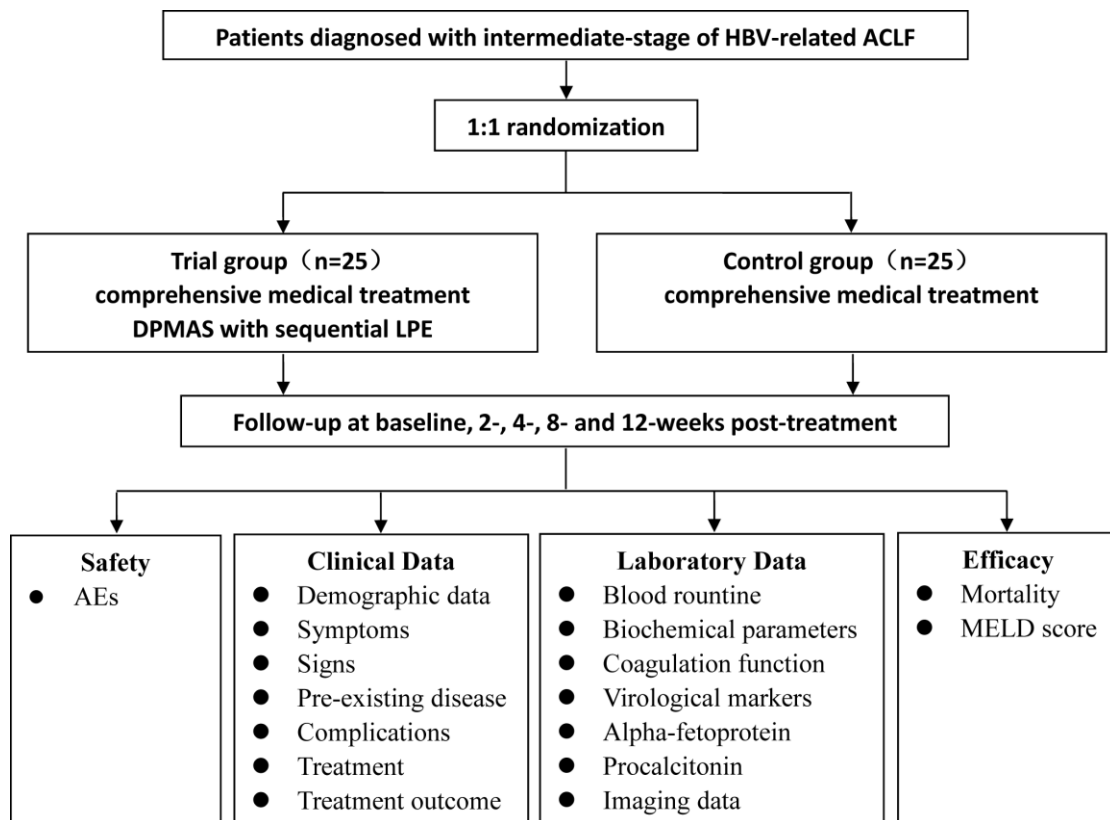 Patients diagnosed with intermediate-stage of HBV-related ACLF
1:1 randomization
Trial group（n=25）
comprehensive medical treatment
DPMAS with sequential LPE
Control group（n=25）
comprehensive medical treatment
Follow-up at baseline, 2-, 4-, 8- and 12-weeks post-treatment
Safety
● AEs
Clinical Data
● Demographic data
● Symptoms
● Signs
● Pre-existing disease
● Complications
● Treatment
● Treatment outcome
Laboratory Data
● Blood rountine
● Biochemical parameters
● Coagulation function
● Virological markers
● Alpha-fetoprotein
● Procalcitonin
● Imaging data
Efficacy
● Mortality
● MELD score